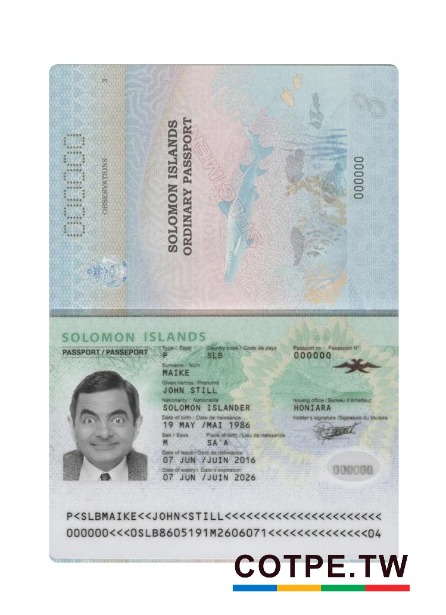 000000
OBSERVATIONS
3
SOLOMON ISLANDS
ORDINARY PASSPORT
SPECIMEN
000000
SOLOMON ISLANDS
PASSPORT / PASSEPORT
Type / Type
P
Country code / Code de pays
SLB
Passport no / Passeport N°
000000
Surname / Nom
MAIKE
Given names / Prénoms
JOHN STILL
Nationality / Nationalité
SOLOMON ISLANDER
Issuing office / Bureau d'émetteur
HONIARA
Date of birth / Date de naissance
19 MAY /MAI 1986
Holder's signature / Signature du titulaire
Sex / Sexe
M
Place of birth / Lieu de naissance
SA'A
Date of issue / Date de délivrance
07 JUN /JUIN 2016
Date of expiry / Date d'expiration
07 JUN /JUIN 2026
000000
P<SLBMAIKE<<JOHN<STILL<<<<<<<<<<<<<<<<<<<<<<
000000<<<0SLB8605191M2606071<<<<<<<<<<<<<<04
COTPE.TW